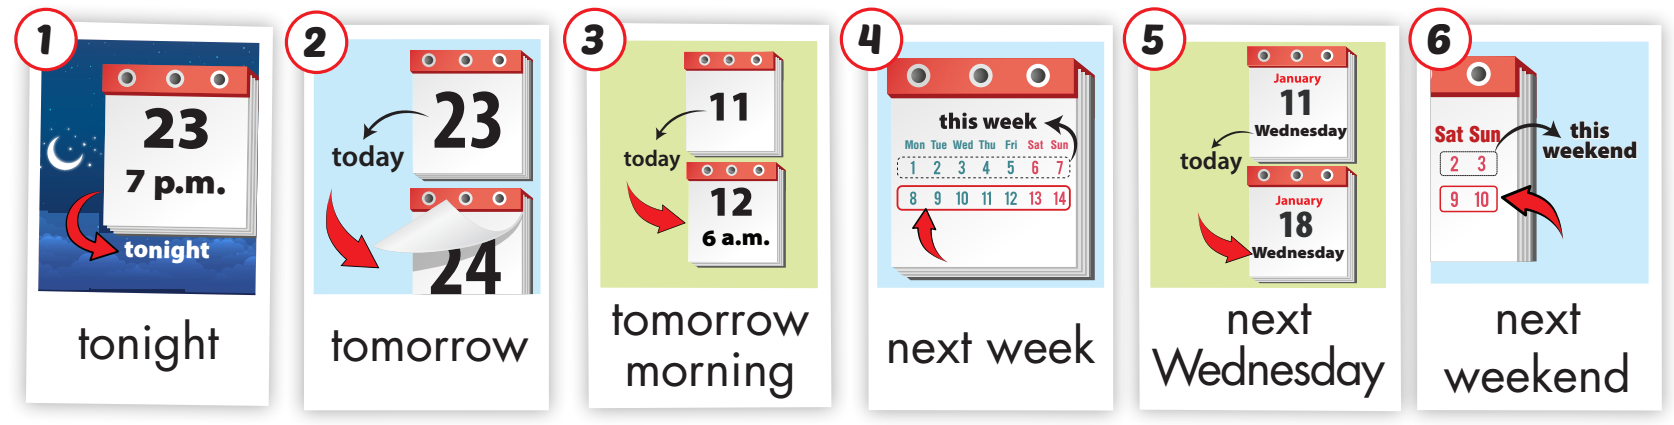 1
23
7 p.m.
tonight
tonight
2
23
today
24
tomorrow
3
11
today
12
6 a.m.
tomorrow
morning
4
this week
Mon Tue Wed Thu Fri Sat Sun
1 2 3 4 5 6 7
8 9 10 11 12 13 14
next week
5
January
11
Wednesday
today
January
18
Wednesday
next
Wednesday
6
Sat Sun
2 3
9 10
this
weekend
next
weekend